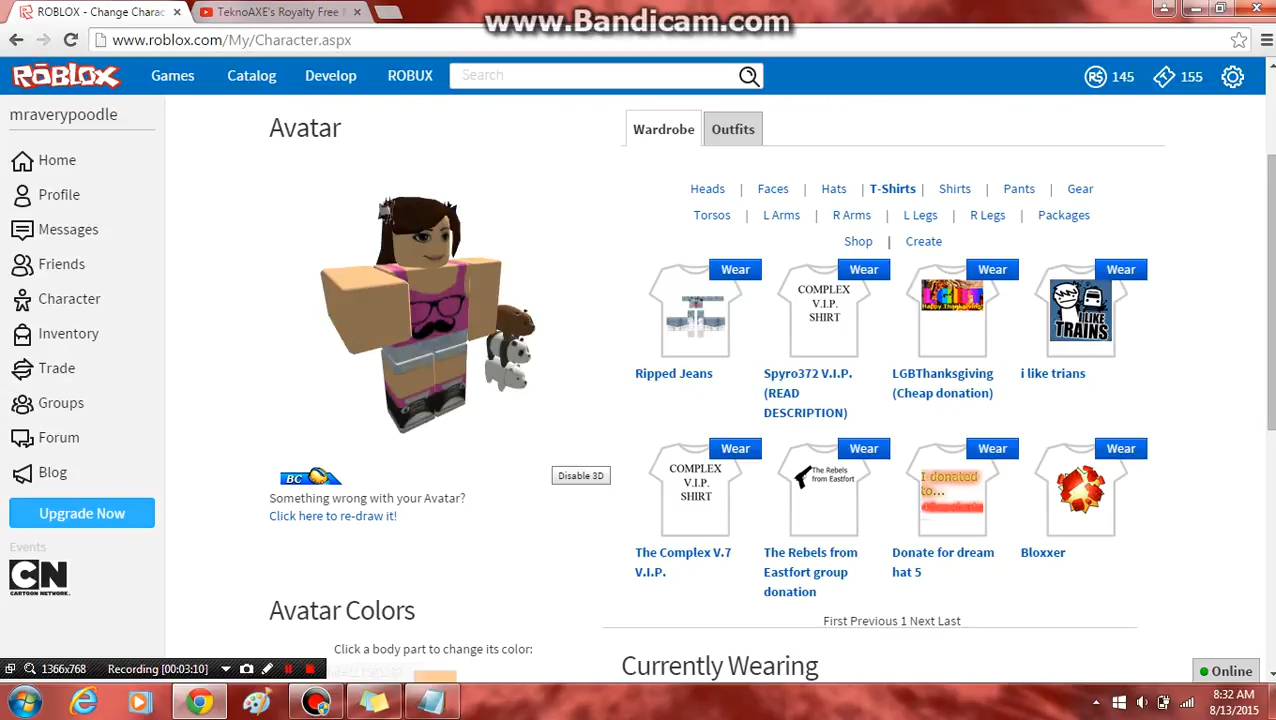 ROBLOX - Change Charac
TeknoAXE's Royalty Free M
www.Bandicam.com
www.roblox.com/My/Character.aspx
ROBLOX
Games
Catalog
Develop
ROBUX
Search
R$ 145
155
mraverypoodle
Home
Profile
Messages
Friends
Character
Inventory
Trade
Groups
Forum
Blog
Upgrade Now
Events
CN
CARTOON NETWORK.
Avatar
BC
Disable 3D
Something wrong with your Avatar?
Click here to re-draw it!
Avatar Colors
Click a body part to change its color:
Wardrobe
Outfits
Heads | Faces | Hats | T-Shirts | Shirts | Pants | Gear
Torsos | L Arms | R Arms | L Legs | R Legs | Packages
Shop | Create
Wear
Ripped Jeans
Wear
COMPLEX
V.I.P.
SHIRT
Spyro372 V.I.P.
(READ
DESCRIPTION)
Wear
LGBT
Happy Thanksgiving
LGBThanksgiving
(Cheap donation)
Wear
I LIKE
TRAINS
i like trians
Wear
COMPLEX
V.I.P.
SHIRT
The Complex V.7
V.I.P.
Wear
The Rebels
from Eastfort
The Rebels from
Eastfort group
donation
Wear
I donated
to...
Donate for dream
hat 5
Wear
Bloxxer
First Previous 1 Next Last
Currently Wearing
Online
1366x768
Recording [00:03:10]
8:32 AM
8/13/2015